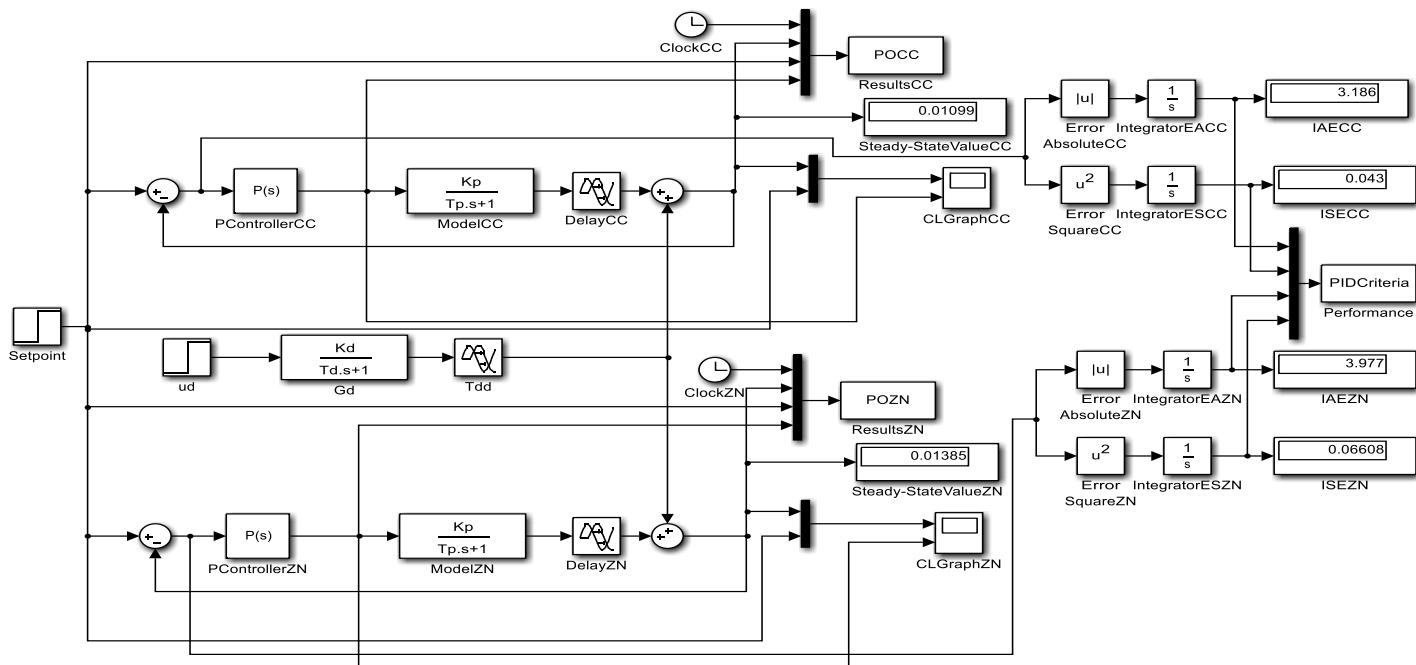 ClockCC
POCC
ResultsCC
0.01099
Steady-StateValueCC
|u|
Error
AbsoluteCC
1
s
IntegratorEACC
3.186
IAECC
+
-
P(s)
PControllerCC
Kp
Tp.s+1
ModelCC
DelayCC
+
+
CLGraphCC
u2
Error
SquareCC
1
s
IntegratorESCC
0.043
ISECC
PIDCriteria
Performance
Setpoint
ud
Kd
Td.s+1
Gd
Tdd
ClockZN
POZN
ResultsZN
0.01385
Steady-StateValueZN
|u|
Error
AbsoluteZN
1
s
IntegratorEAZN
3.977
IAEZN
u2
Error
SquareZN
1
s
IntegratorESZN
0.06608
ISEZN
+
-
P(s)
PControllerZN
Kp
Tp.s+1
ModelZN
DelayZN
+
+
CLGraphZN